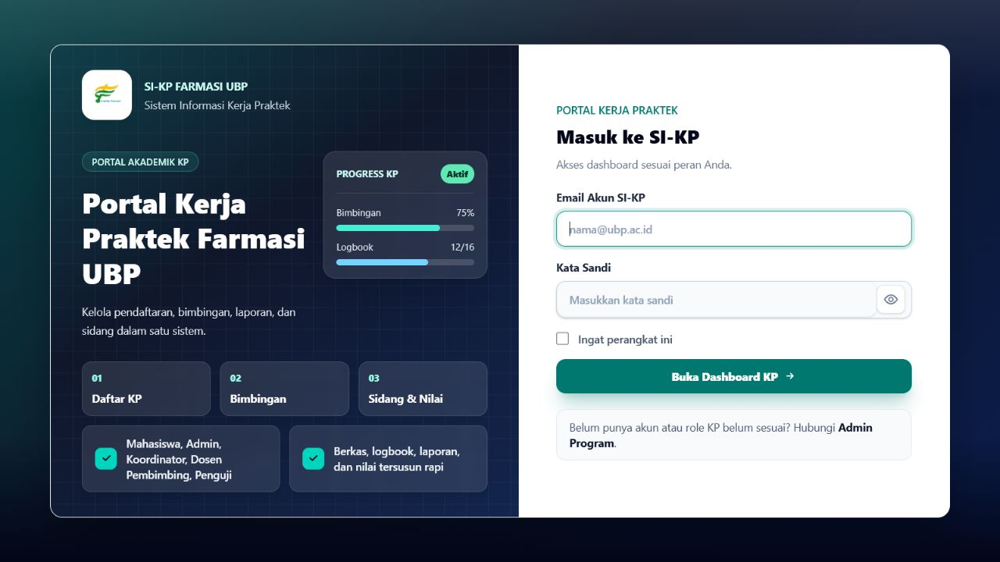 SI-KP FARMASI UBP
Sistem Informasi Kerja Praktek
PORTAL AKADEMIK KP
Portal Kerja
Praktek Farmasi
UBP
Kelola pendaftaran, bimbingan, laporan, dan
sidang dalam satu sistem.
PROGRESS KP
Aktif
Bimbingan 75%
Logbook 12/16
01
Daftar KP
02
Bimbingan
03
Sidang & Nilai
Mahasiswa, Admin,
Koordinator, Dosen
Pembimbing, Penguji
Berkas, logbook, laporan,
dan nilai tersusun rapi
PORTAL KERJA PRAKTEK
Masuk ke SI-KP
Akses dashboard sesuai peran Anda.
Email Akun SI-KP
nama@ubp.ac.id
Kata Sandi
Masukkan kata sandi
Ingat perangkat ini
Buka Dashboard KP →
Belum punya akun atau role KP belum sesuai? Hubungi Admin
Program.